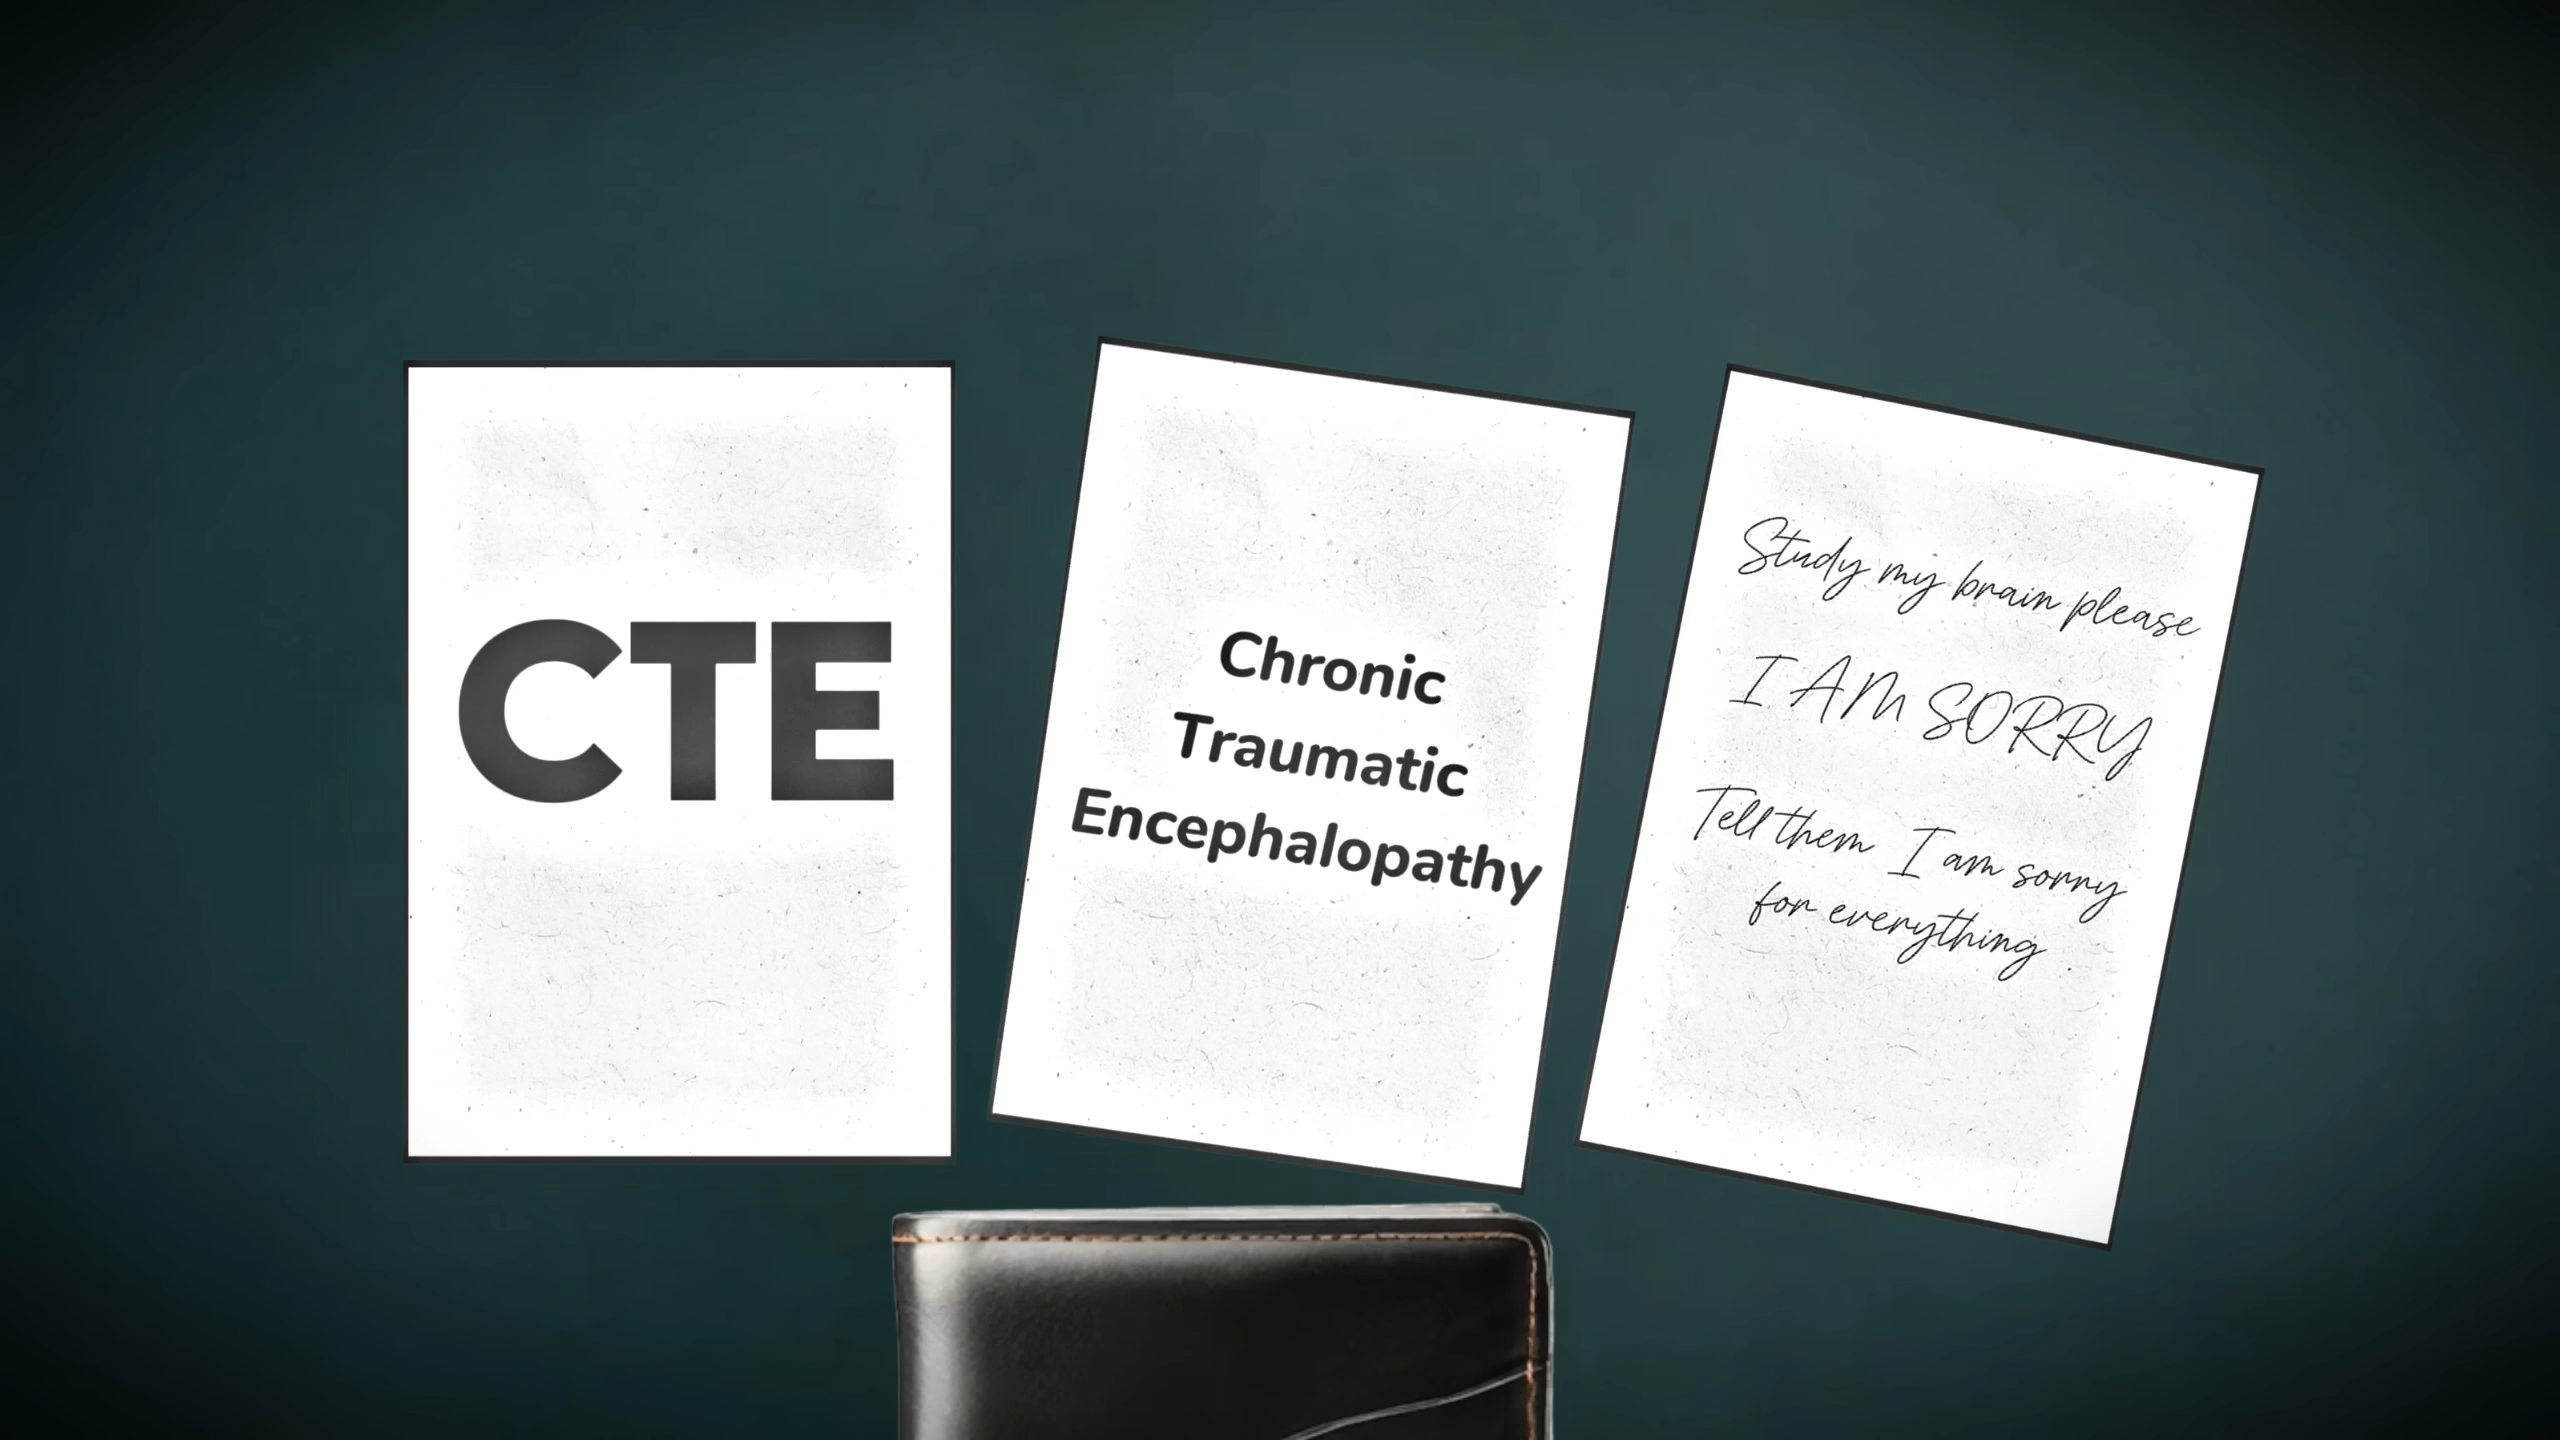 CTE
Chronic
Traumatic
Encephalopathy
Study my brain please
I AM SORRY
Tell them I am sorry
for everything